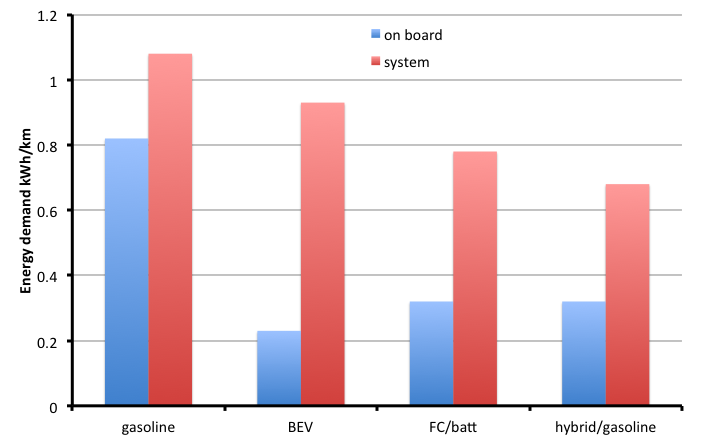 1.2
1
0.8
0.6
0.4
0.2
0
Energy demand kWh/km
on board
system
gasoline
BEV
FC/batt
hybrid/gasoline